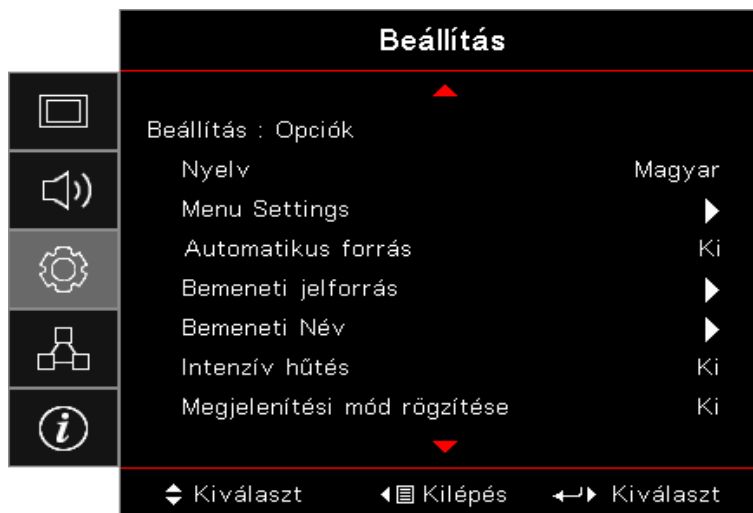 Beállítás
Beállítás : Opciók
Nyelv Magyar
Menu Settings
Automatikus forrás Ki
Bemeneti jelforrás
Bemeneti Név
Intenzív hűtés Ki
Megjelenítési mód rögzítése Ki
Kiválaszt Kilépés Kiválaszt